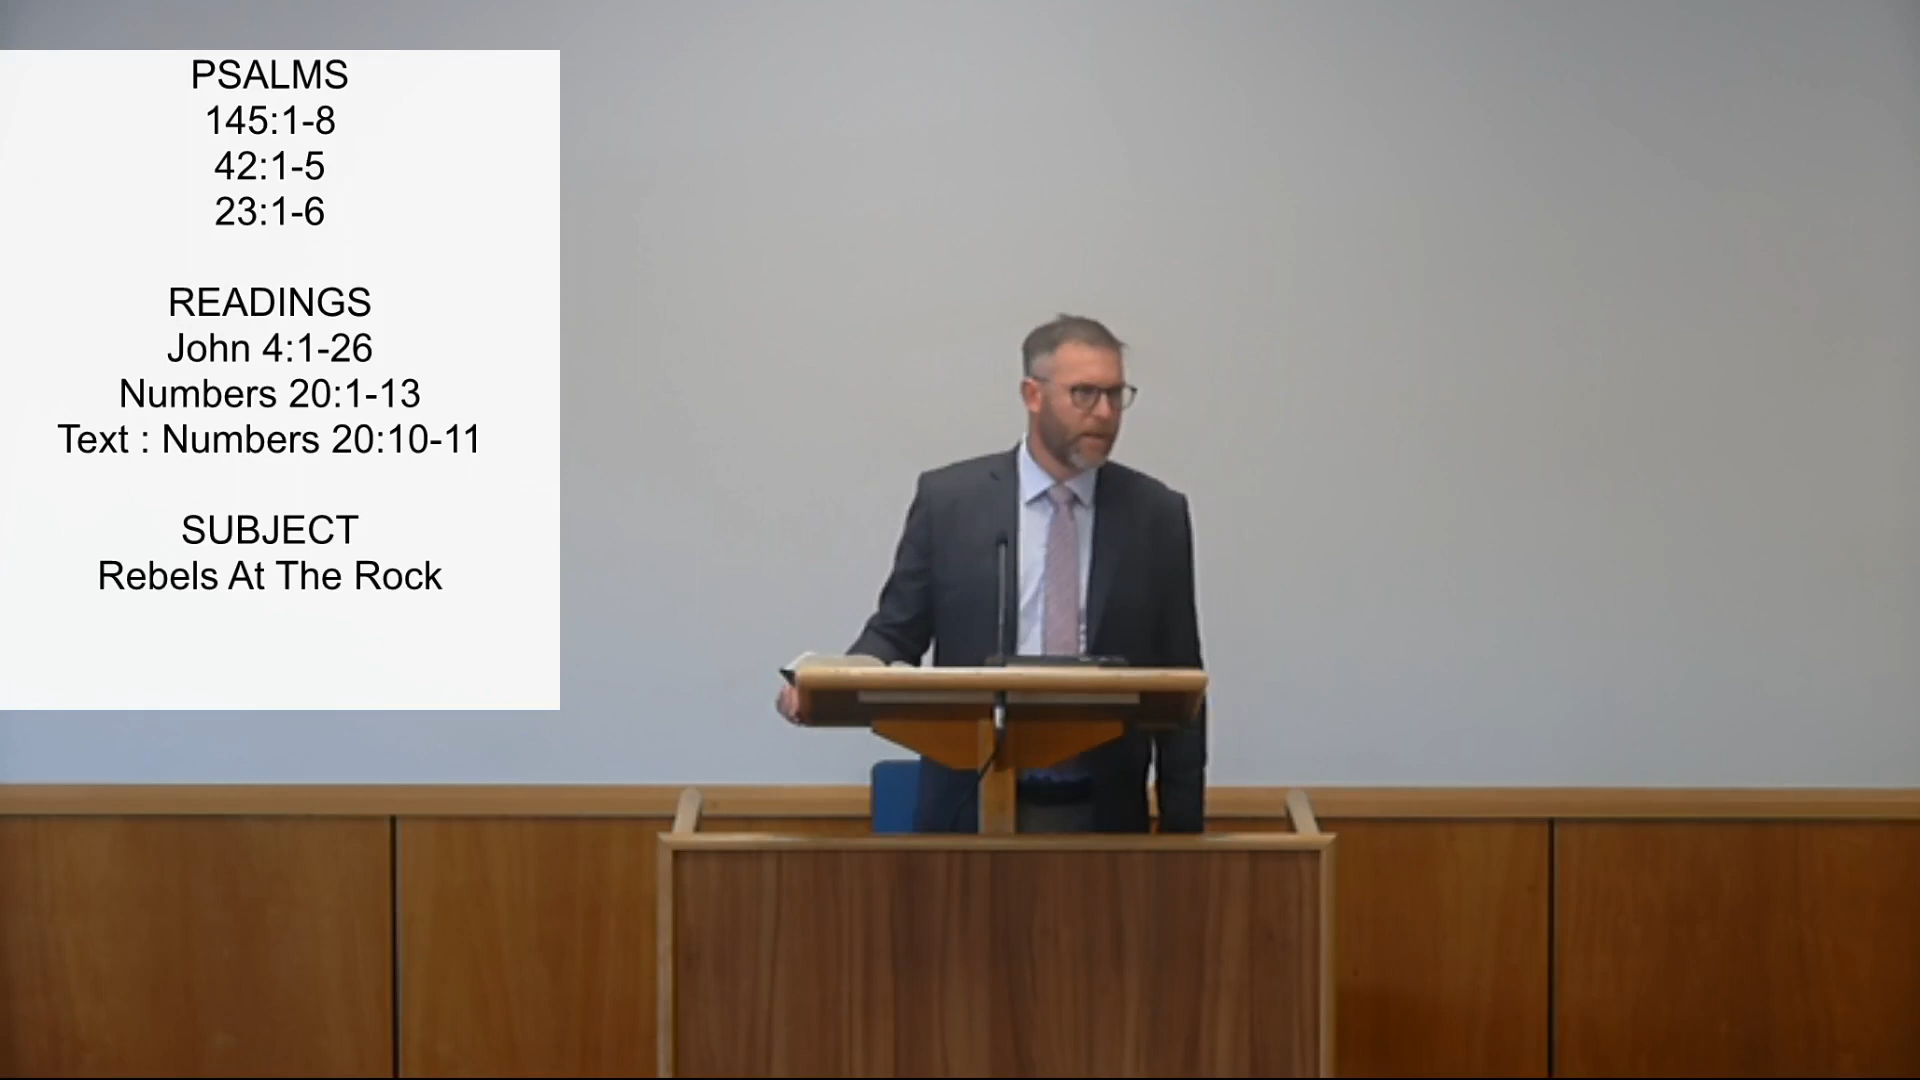 PSALMS
145:1-8
42:1-5
23:1-6
READINGS
John 4:1-26
Numbers 20:1-13
Text : Numbers 20:10-11
SUBJECT
Rebels At The Rock